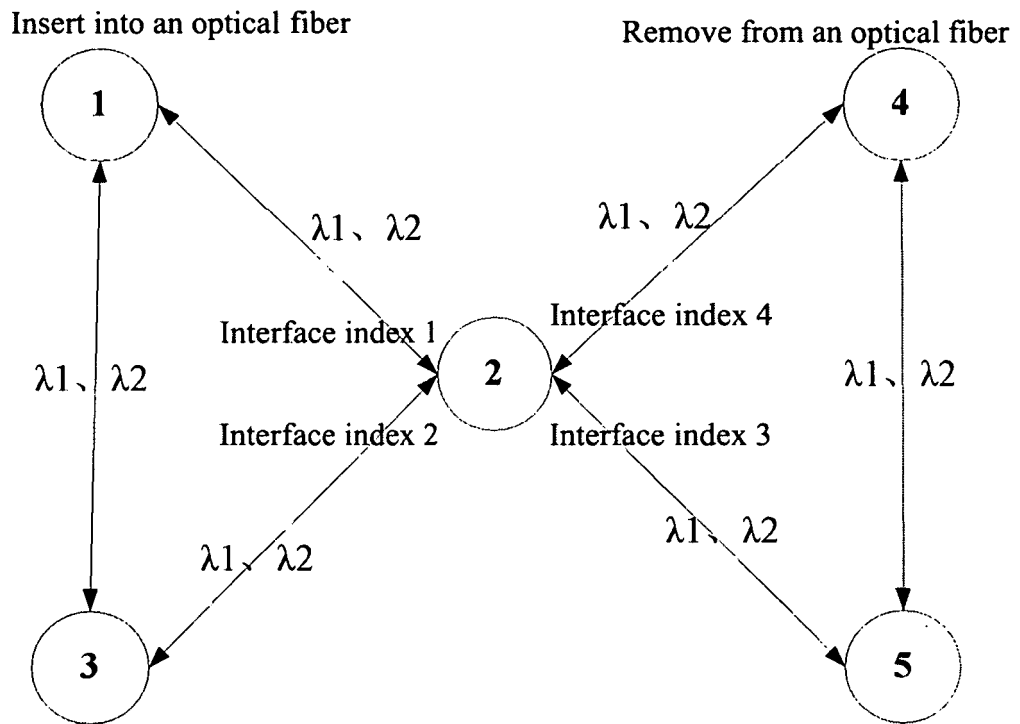 Insert into an optical fiber
Remove from an optical fiber
1
4
λ1、λ2
λ1、λ2
Interface index 1
Interface index 4
2
λ1、λ2
λ1、λ2
Interface index 2
Interface index 3
λ1、λ2
λ1、λ2
3
5